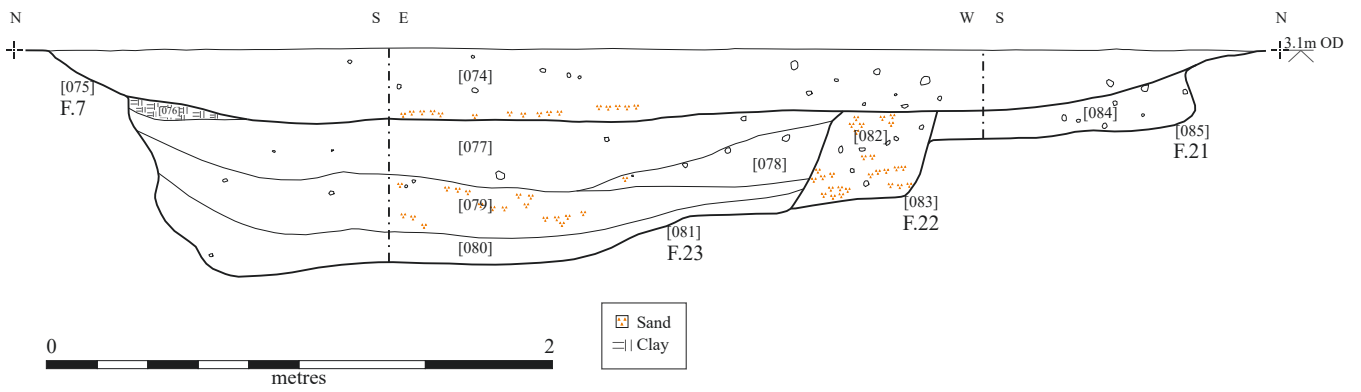 N
S E
W S
N
3.1m OD
[074]
[075]
F.7
[076]
[077]
[078]
[082]
[084]
[085]
F.21
[079]
[083]
F.22
[080]
[081]
F.23
Sand
Clay
0
2
metres